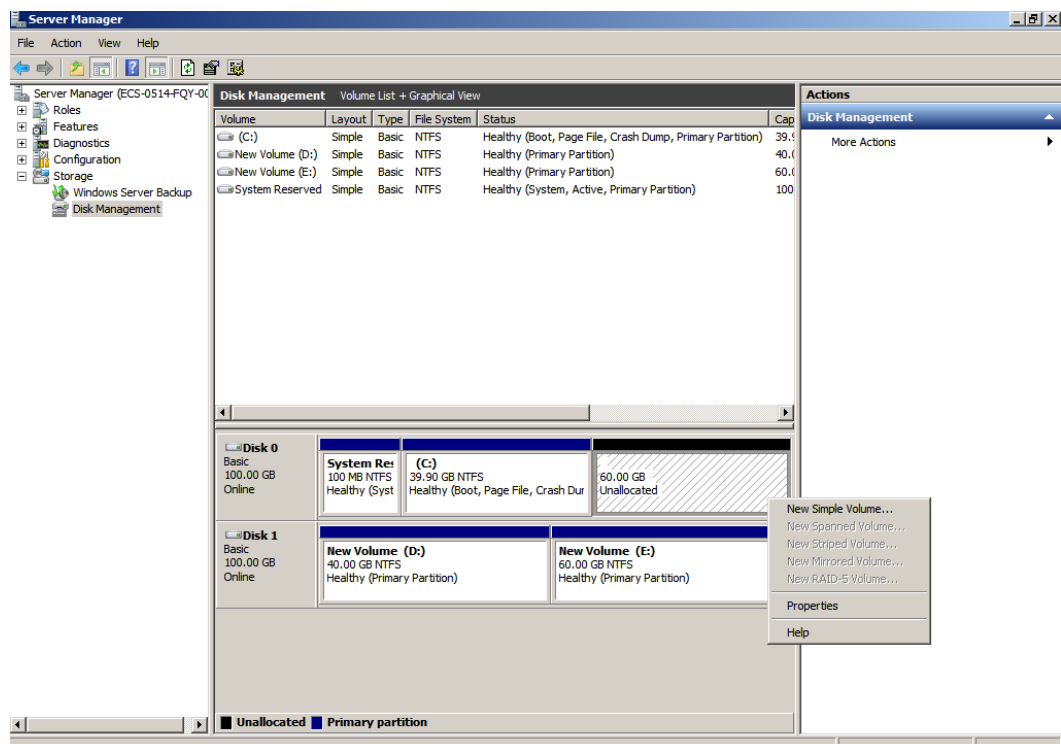 Server Manager
File Action View Help
Server Manager (ECS-0514-FQY-00
Roles
Features
Diagnostics
Configuration
Storage
Windows Server Backup
Disk Management
Disk Management Volume List + Graphical View
Volume Layout Type File System Status Cap
(C:) Simple Basic NTFS Healthy (Boot, Page File, Crash Dump, Primary Partition) 39.9
New Volume (D:) Simple Basic NTFS Healthy (Primary Partition) 40.0
New Volume (E:) Simple Basic NTFS Healthy (Primary Partition) 60.0
System Reserved Simple Basic NTFS Healthy (System, Active, Primary Partition) 100
Disk 0
Basic
100.00 GB
Online
System Res
100 MB NTFS
Healthy (Syst
(C:)
39.90 GB NTFS
Healthy (Boot, Page File, Crash Dur
60.00 GB
Unallocated
Disk 1
Basic
100.00 GB
Online
New Volume (D:)
40.00 GB NTFS
Healthy (Primary Partition)
New Volume (E:)
60.00 GB NTFS
Healthy (Primary Partition)
Unallocated Primary partition
Actions
Disk Management
More Actions
New Simple Volume...
New Spanned Volume...
New Striped Volume...
New Mirrored Volume...
New RAID-5 Volume...
Properties
Help